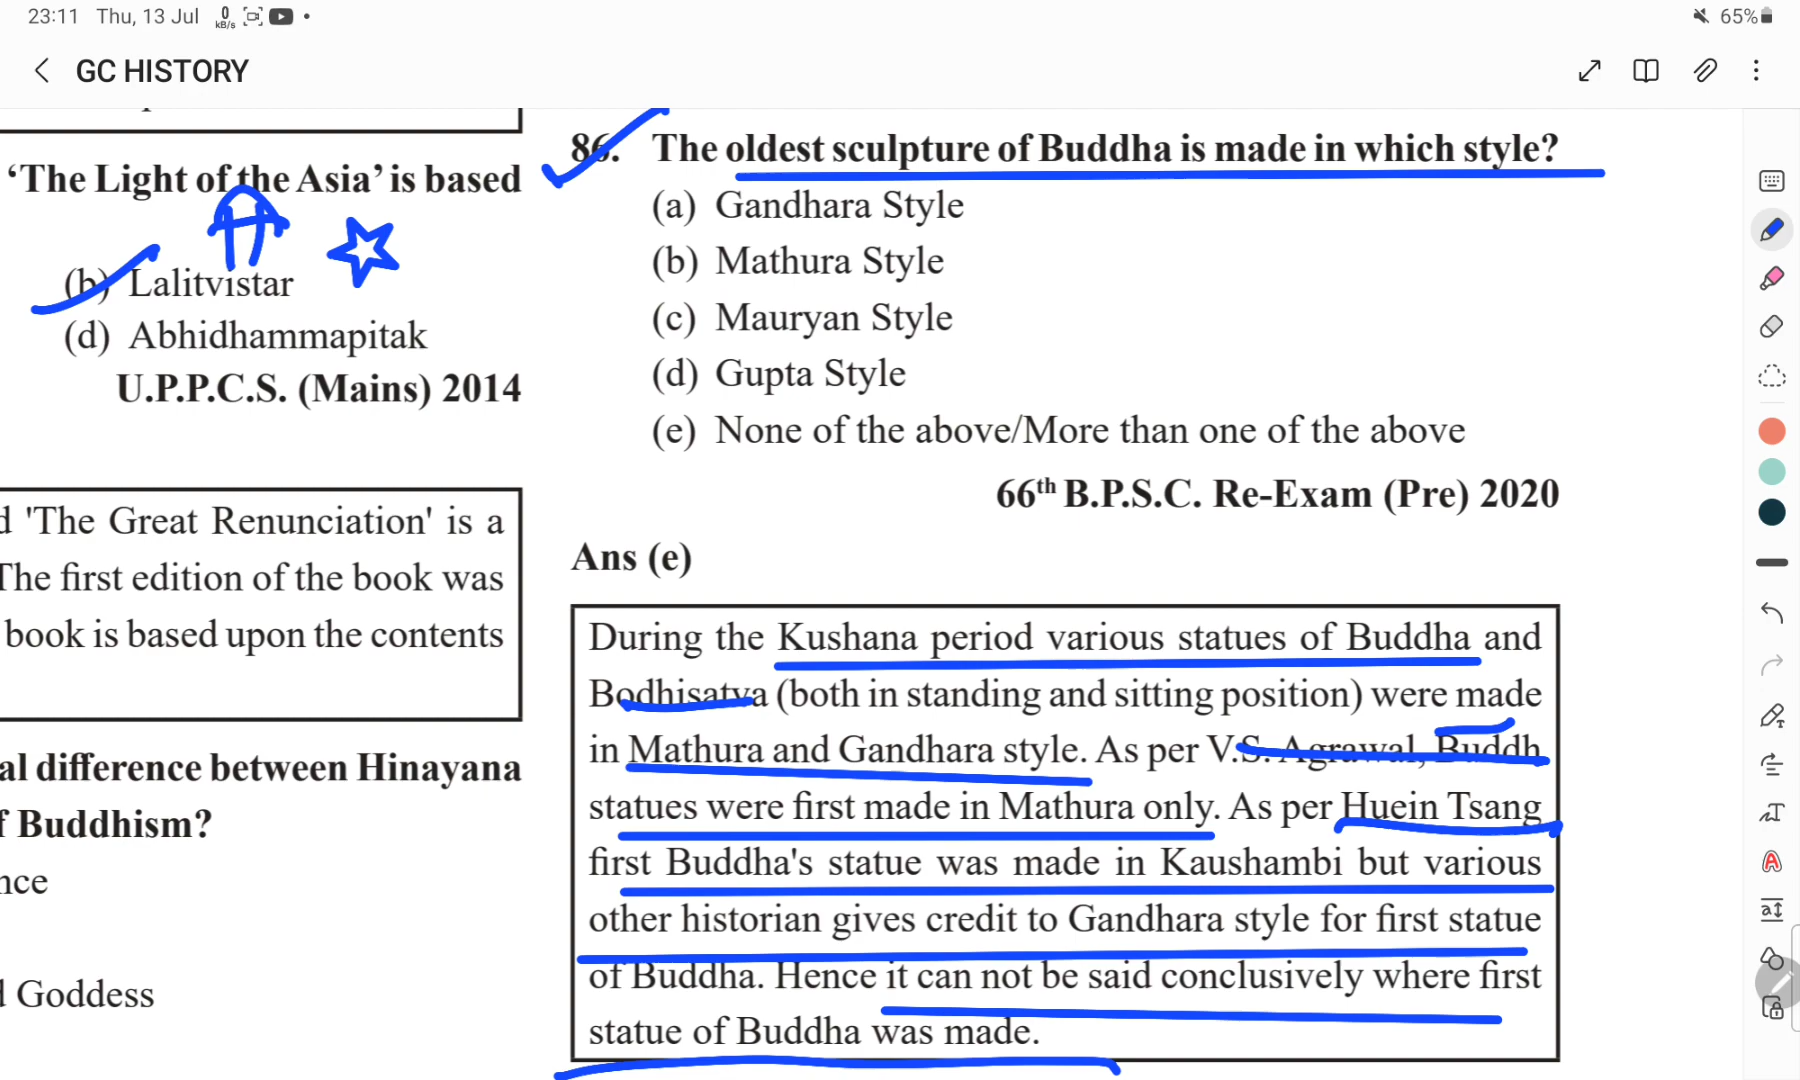 23:11 Thu, 13 Jul 0 kB/s 65%
GC HISTORY
‘The Light of the Asia’ is based
(b) Lalitvistar
(d) Abhidhammapitak
U.P.P.C.S. (Mains) 2014
'The Great Renunciation' is a
The first edition of the book was
book is based upon the contents
al difference between Hinayana
f Buddhism?
nce
d Goddess
86. The oldest sculpture of Buddha is made in which style?
(a) Gandhara Style
(b) Mathura Style
(c) Mauryan Style
(d) Gupta Style
(e) None of the above/More than one of the above
66th B.P.S.C. Re-Exam (Pre) 2020
Ans (e)
During the Kushana period various statues of Buddha and
Bodhisatva (both in standing and sitting position) were made
in Mathura and Gandhara style. As per V.S. Agrawal, Buddh
statues were first made in Mathura only. As per Huein Tsang
first Buddha's statue was made in Kaushambi but various
other historian gives credit to Gandhara style for first statue
of Buddha. Hence it can not be said conclusively where first
statue of Buddha was made.